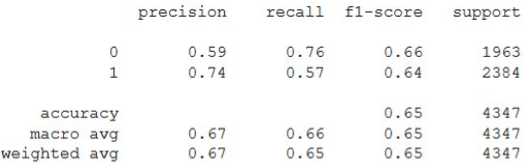 precision recall f1-score support
0 0.59 0.76 0.66 1963
1 0.74 0.57 0.64 2384
accuracy 0.65 4347
macro avg 0.67 0.66 0.65 4347
weighted avg 0.67 0.65 0.65 4347